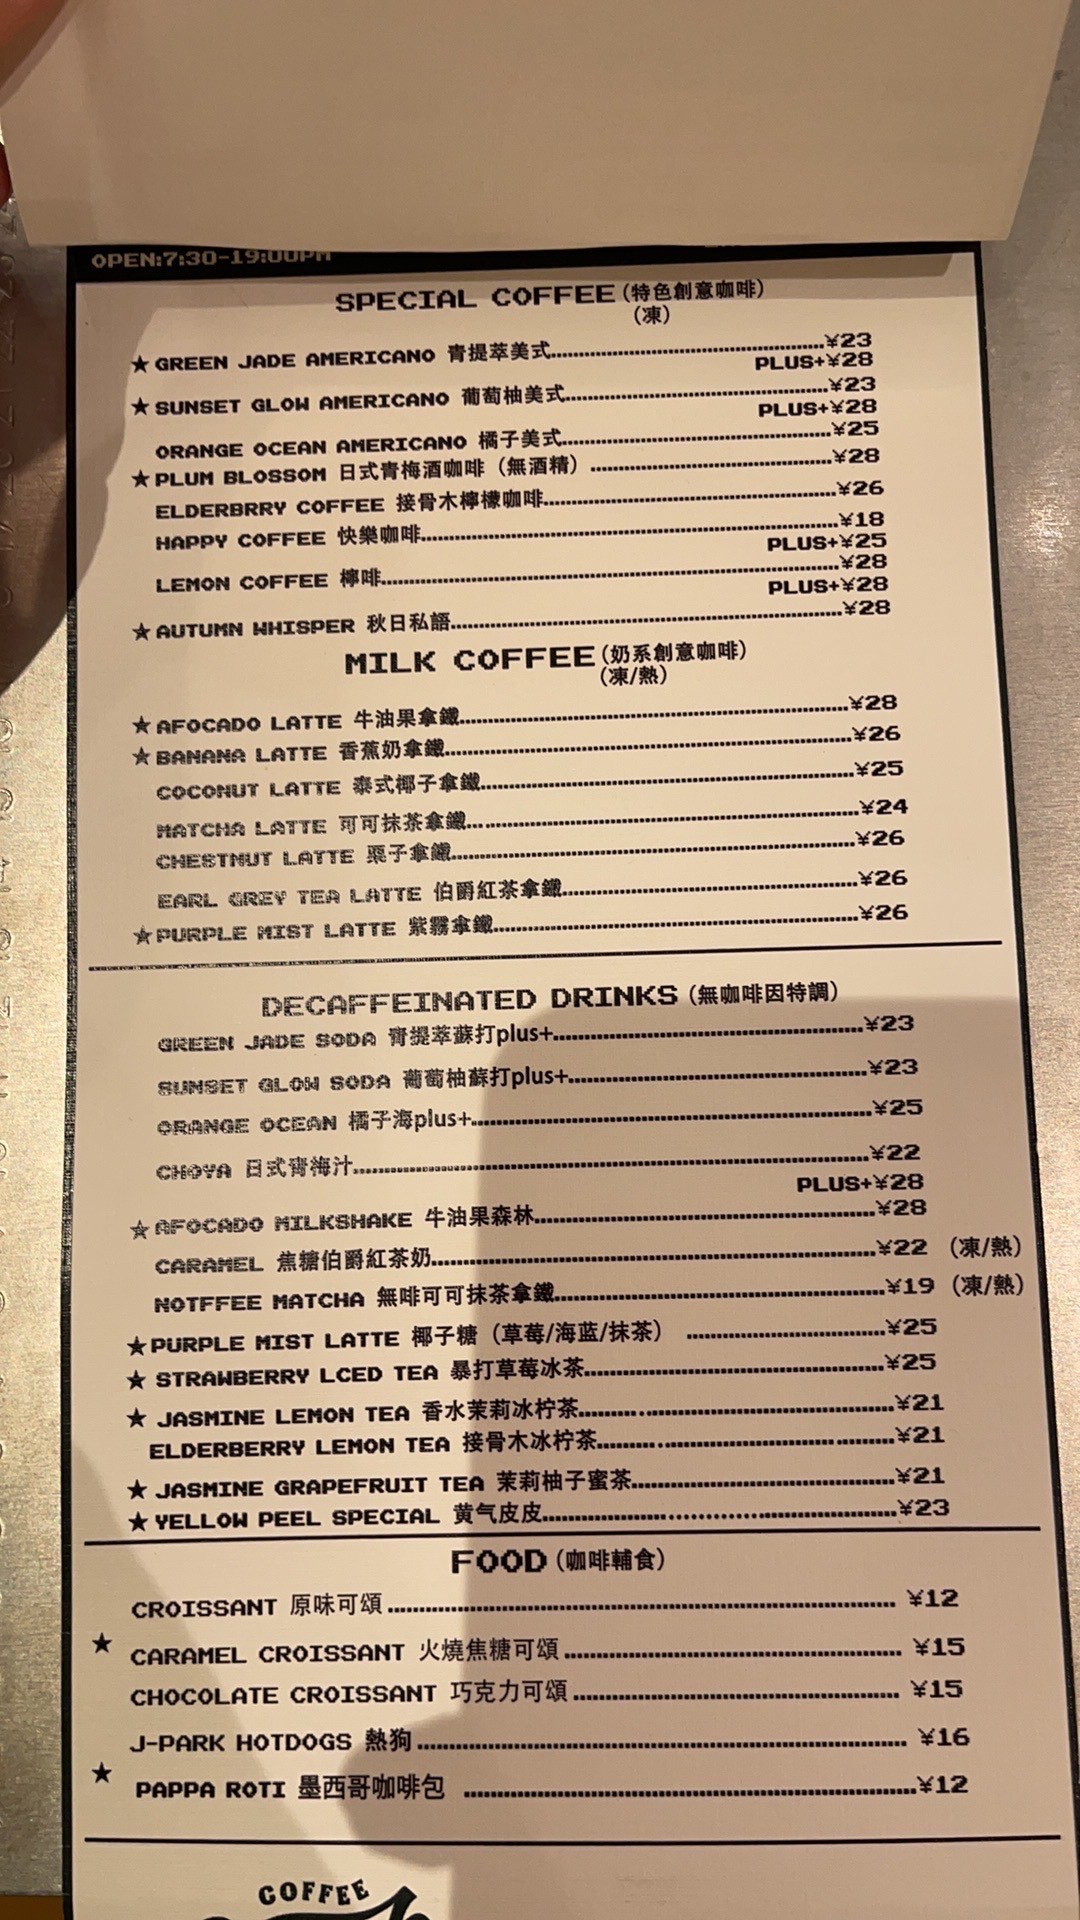 OPEN:7:30-19:00PM
SPECIAL COFFEE (特色創意咖啡)
(凍)
★ GREEN JADE AMERICANO 青提萃美式 ¥23
PLUS+¥28
★ SUNSET GLOW AMERICANO 葡萄柚美式 ¥23
PLUS+¥28
ORANGE OCEAN AMERICANO 橘子美式 ¥25
★ PLUM BLOSSOM 日式青梅酒咖啡（無酒精） ¥28
ELDERBRRY COFFEE 接骨木檸檬咖啡 ¥26
HAPPY COFFEE 快樂咖啡 ¥18
PLUS+¥25
LEMON COFFEE 檸啡 ¥28
PLUS+¥28
★ AUTUMN WHISPER 秋日私語 ¥28
MILK COFFEE (奶系創意咖啡)
(凍/熱)
★ AFOCADO LATTE 牛油果拿鐵 ¥28
★ BANANA LATTE 香蕉奶拿鐵 ¥26
COCONUT LATTE 泰式椰子拿鐵 ¥25
MATCHA LATTE 可可抹茶拿鐵 ¥24
CHESTNUT LATTE 栗子拿鐵 ¥26
EARL GREY TEA LATTE 伯爵紅茶拿鐵 ¥26
★ PURPLE MIST LATTE 紫霧拿鐵 ¥26
DECAFFEINATED DRINKS (無咖啡因特調)
GREEN JADE SODA 青提萃蘇打plus+ ¥23
SUNSET GLOW SODA 葡萄柚蘇打plus+ ¥23
ORANGE OCEAN 橘子海plus+ ¥25
CHOYA 日式青梅汁 ¥22
PLUS+¥28
★ AFOCADO MILKSHAKE 牛油果森林 ¥28
CARAMEL 焦糖伯爵紅茶奶 ¥22 （凍/熱）
NOTFFEE MATCHA 無啡可可抹茶拿鐵 ¥19 （凍/熱）
★ PURPLE MIST LATTE 椰子糖（草莓/海蓝/抹茶） ¥25
★ STRAWBERRY LCED TEA 暴打草莓冰茶 ¥25
★ JASMINE LEMON TEA 香水茉莉冰柠茶 ¥21
ELDERBERRY LEMON TEA 接骨木冰柠茶 ¥21
★ JASMINE GRAPEFRUIT TEA 茉莉柚子蜜茶 ¥21
★ YELLOW PEEL SPECIAL 黄气皮皮 ¥23
FOOD (咖啡輔食)
CROISSANT 原味可頌 ¥12
★ CARAMEL CROISSANT 火燒焦糖可頌 ¥15
CHOCOLATE CROISSANT 巧克力可頌 ¥15
J-PARK HOTDOGS 熱狗 ¥16
★ PAPPA ROTI 墨西哥咖啡包 ¥12
COFFEE